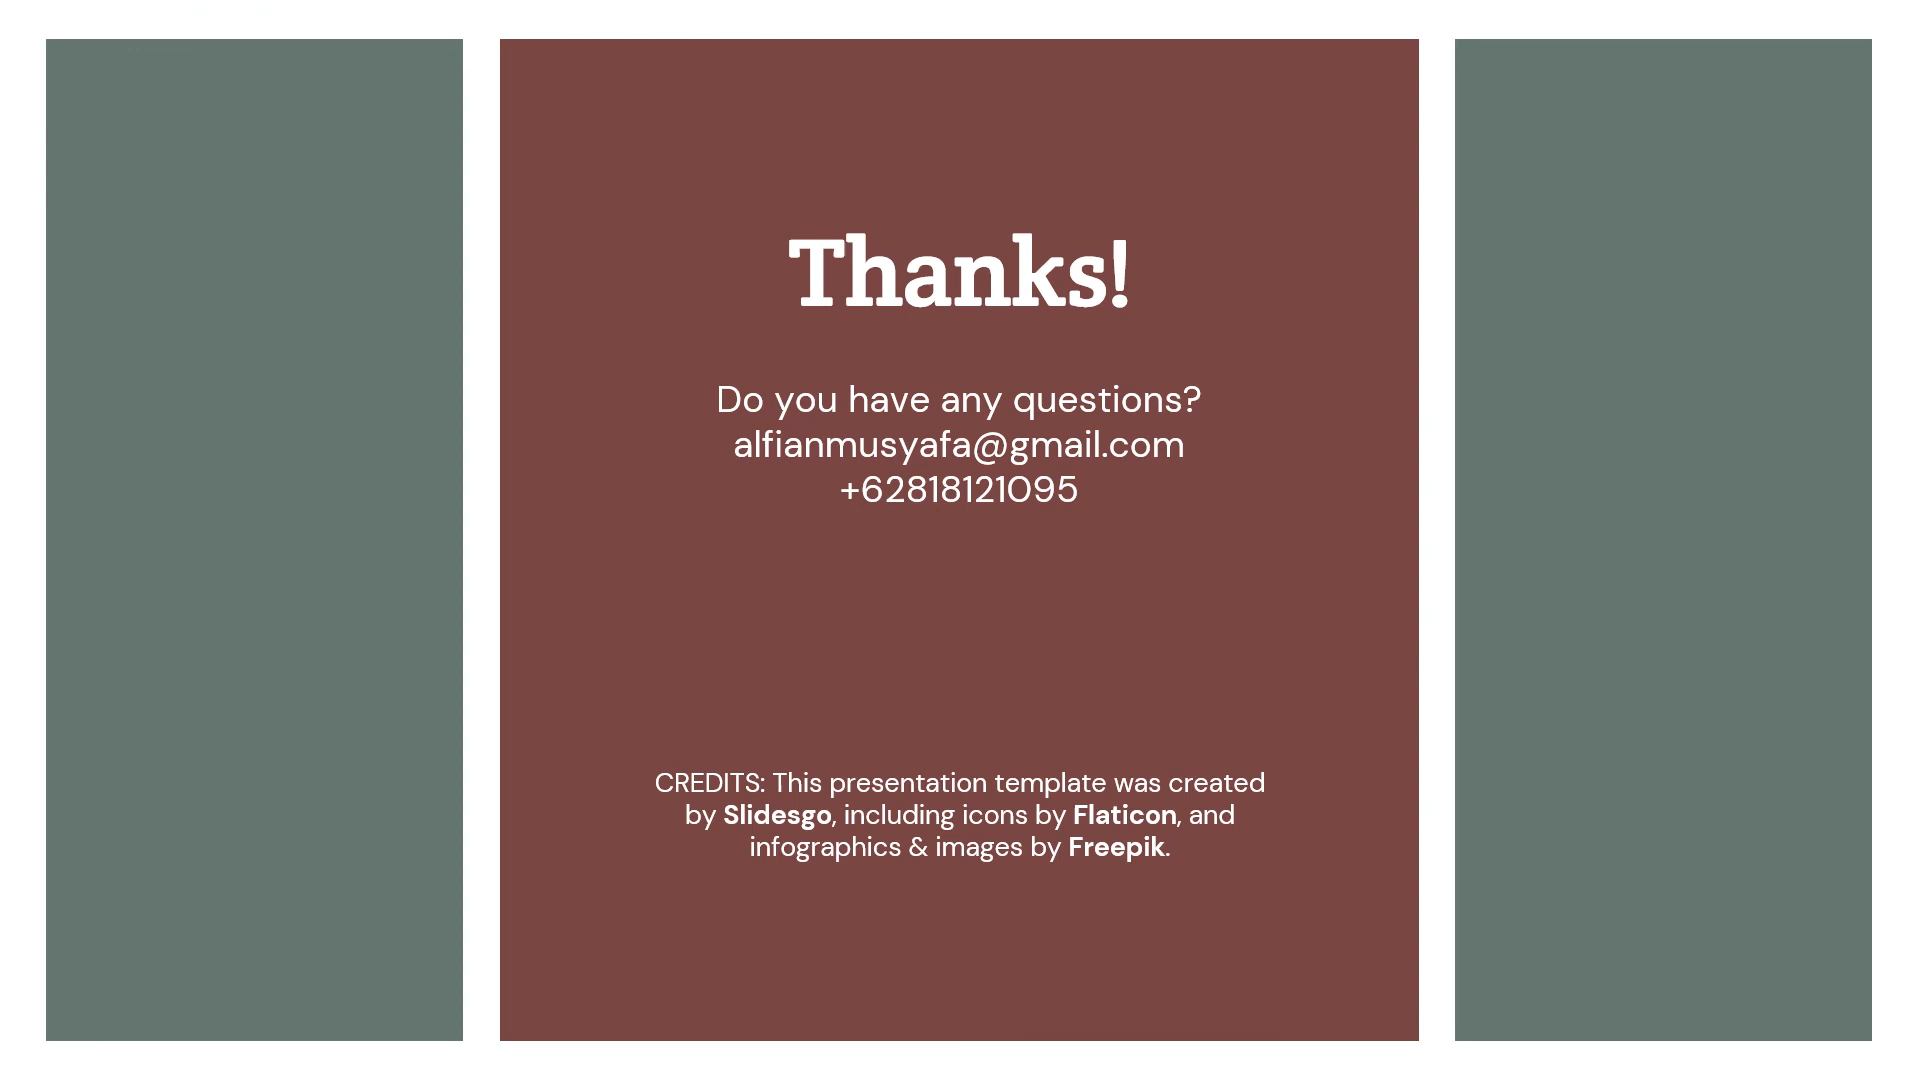 Thanks!
Do you have any questions?
alfianmusyafa@gmail.com
+62818121095
CREDITS: This presentation template was created
by Slidesgo, including icons by Flaticon, and
infographics & images by Freepik.